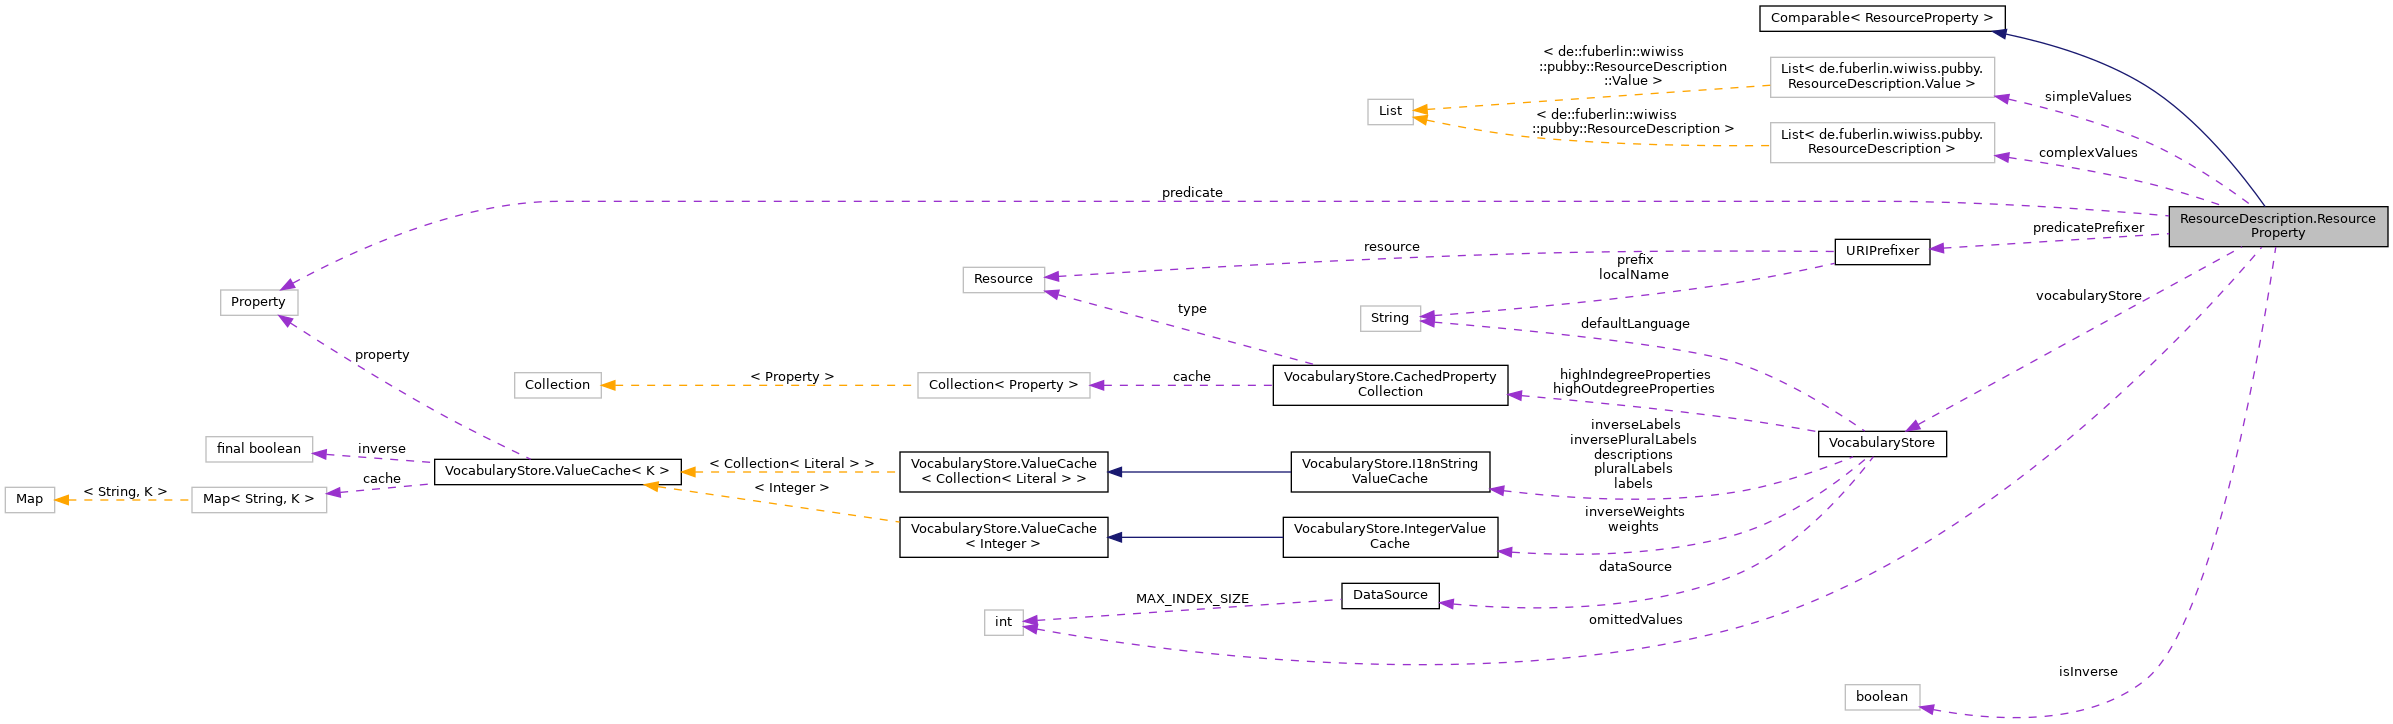 Comparable< ResourceProperty >
< de::fuberlin::wiwiss
::pubby::ResourceDescription
::Value >
List< de.fuberlin.wiwiss.pubby.
ResourceDescription.Value >
simpleValues
List
< de::fuberlin::wiwiss
::pubby::ResourceDescription >
List< de.fuberlin.wiwiss.pubby.
ResourceDescription >
complexValues
predicate
ResourceDescription.Resource
Property
predicatePrefixer
resource
URIPrefixer
prefix
localName
Resource
Property
type
String
vocabularyStore
defaultLanguage
property
Collection
< Property >
Collection< Property >
cache
VocabularyStore.CachedProperty
Collection
highIndegreeProperties
highOutdegreeProperties
inverseLabels
inversePluralLabels
descriptions
pluralLabels
labels
VocabularyStore
final boolean
inverse
cache
VocabularyStore.ValueCache< K >
< Collection< Literal > >
VocabularyStore.ValueCache
< Collection< Literal > >
VocabularyStore.I18nString
ValueCache
Map
< String, K >
Map< String, K >
< Integer >
VocabularyStore.ValueCache
< Integer >
VocabularyStore.IntegerValue
Cache
inverseWeights
weights
dataSource
DataSource
MAX_INDEX_SIZE
int
omittedValues
isInverse
boolean